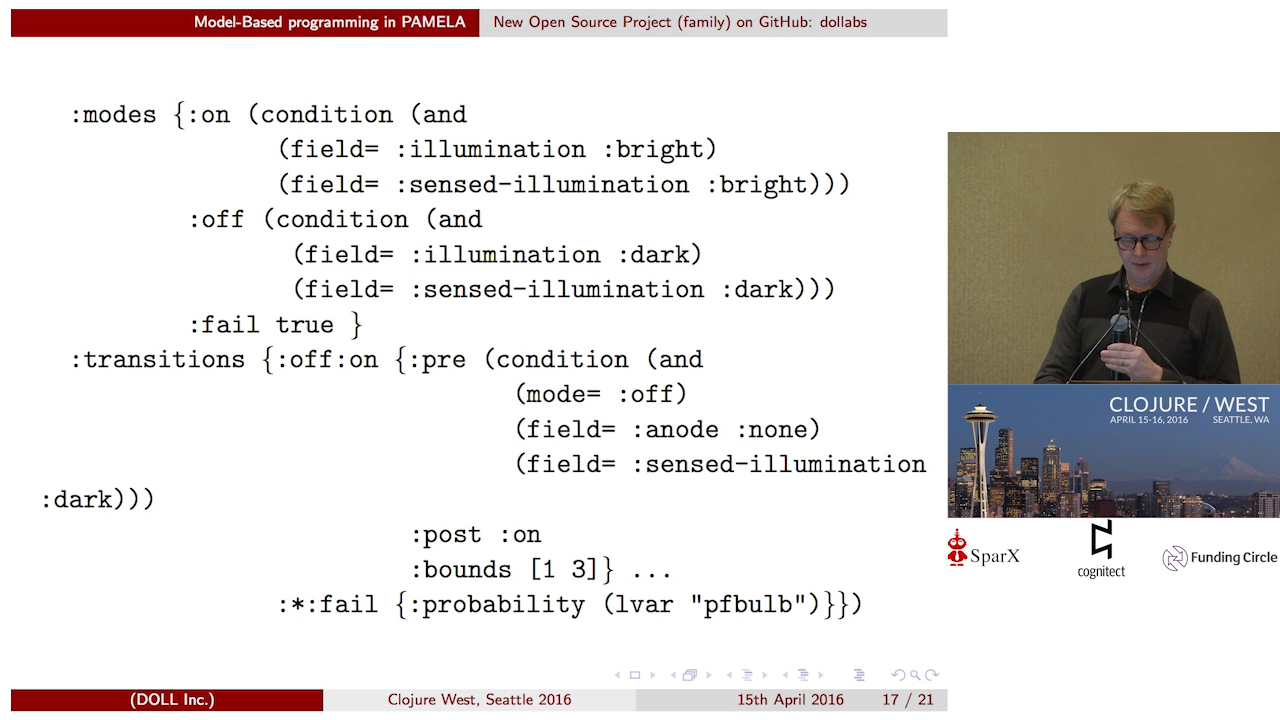 Model-Based programming in PAMELA
New Open Source Project (family) on GitHub: dollabs
:modes {:on (condition (and
(field= :illumination :bright)
(field= :sensed-illumination :bright)))
:off (condition (and
(field= :illumination :dark)
(field= :sensed-illumination :dark)))
:fail true }
:transitions {:off:on {:pre (condition (and
(mode= :off)
(field= :anode :none)
(field= :sensed-illumination
:dark)))
:post :on
:bounds [1 3]} ...
:*:fail {:probability (lvar "pfbulb")}})
(DOLL Inc.)
Clojure West, Seattle 2016
15th April 2016
17 / 21
CLOJURE / WEST
APRIL 15-16, 2016
SEATTLE, WA
SparX
cognitect
Funding Circle